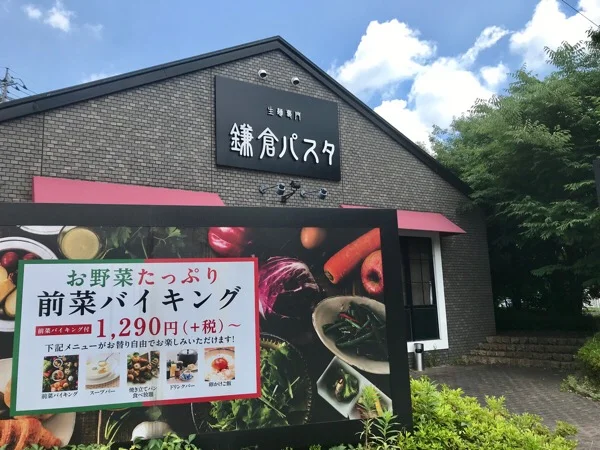 生麺専門
鎌倉パスタ
お野菜たっぷり
前菜バイキング
前菜バイキング付 1,290円(+税)～
下記メニューがお替り自由でお楽しみいただけます!
前菜バイキング
スープバー
焼き立てパン
食べ放題
ドリンクバー
卵かけご飯